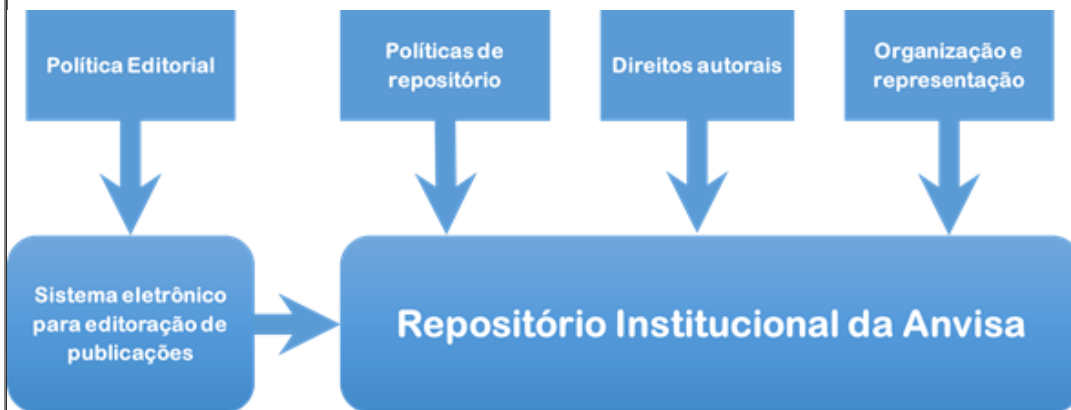 Política Editorial
Políticas de
repositório
Direitos autorais
Organização e
representação
Sistema eletrônico
para editoração de
publicações
Repositório Institucional da Anvisa